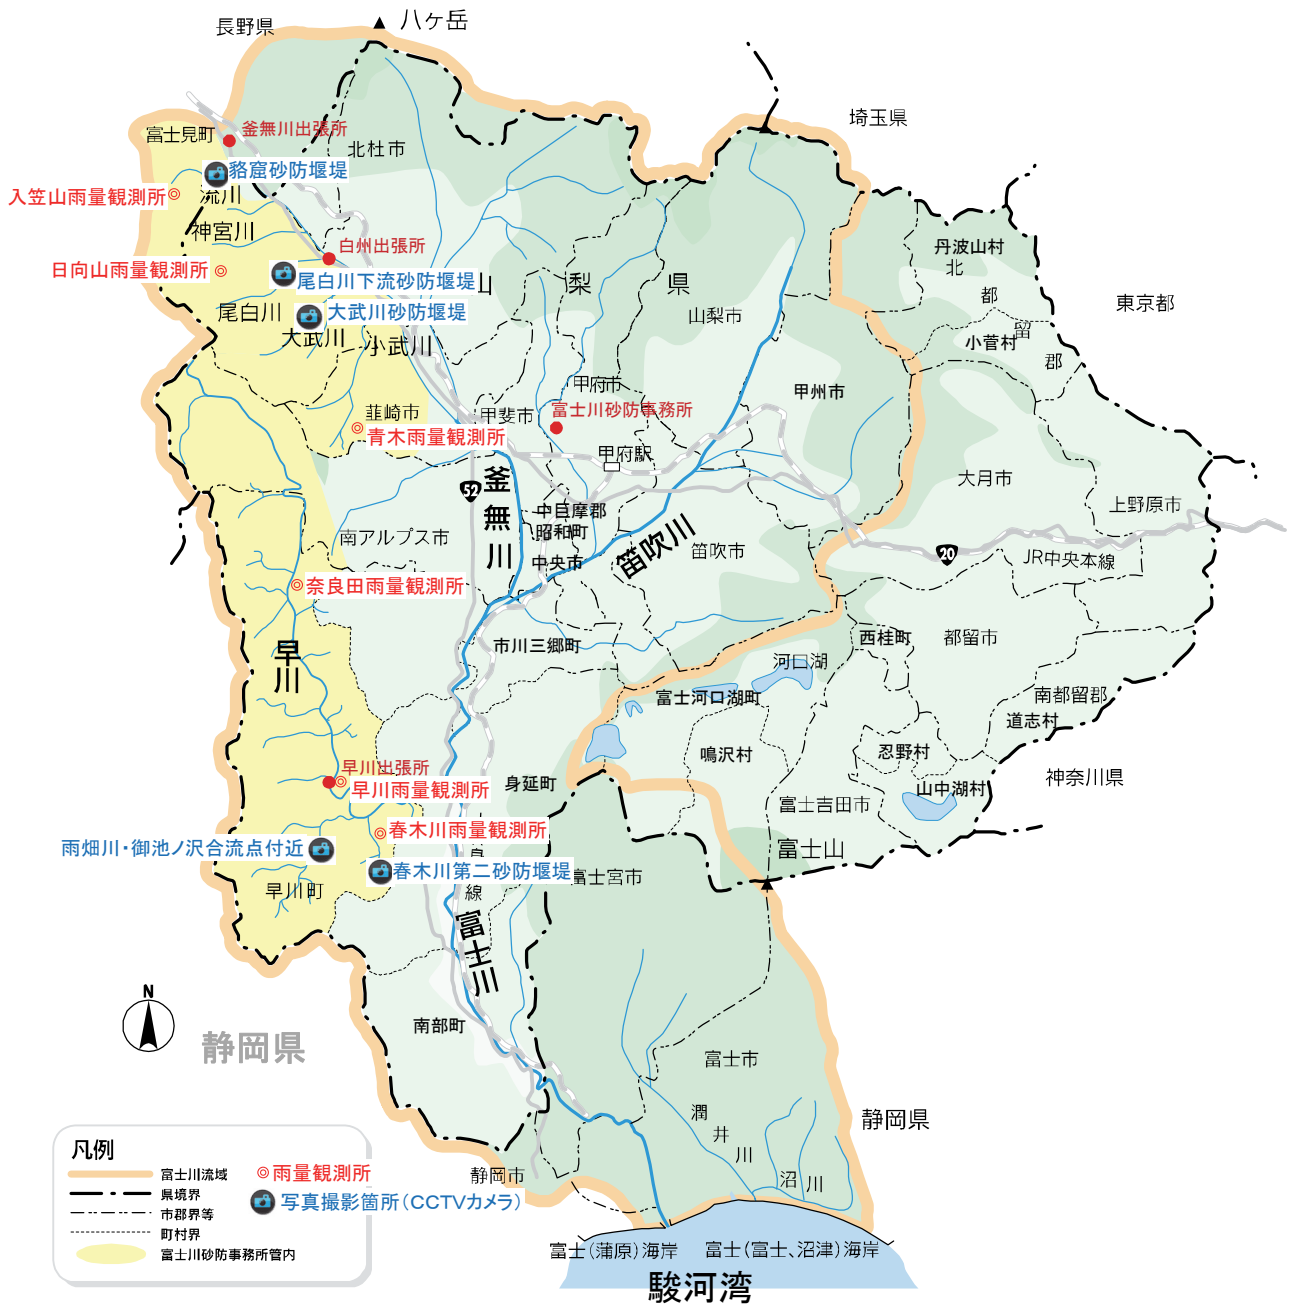 長野県
八ヶ岳
埼玉県
釜無川出張所
富士見町
北杜市
貉窟砂防堰堤
入笠山雨量観測所
流川
神宮川
白州出張所
日向山雨量観測所
尾白川下流砂防堰堤
山
梨
県
丹波山村
北
都
留
郡
東京都
尾白川
大武川砂防堰堤
大武川
小武川
山梨市
小菅村
甲府市
甲州市
韮崎市
甲斐市
富士川砂防事務所
青木雨量観測所
甲府駅
大月市
上野原市
52
釜無川
中巨摩郡
昭和町
南アルプス市
中央市
笛吹川
笛吹市
20
JR中央本線
奈良田雨量観測所
早川
市川三郷町
西桂町
都留市
河口湖
富士河口湖町
南都留郡
道志村
鳴沢村
忍野村
早川出張所
早川雨量観測所
身延町
山中湖村
神奈川県
富士吉田市
春木川雨量観測所
雨畑川・御池ノ沢合流点付近
富士山
春木川第二砂防堰堤
線
早川町
富士宮市
富士川
N
静岡県
南部町
富士市
潤井川
静岡県
静岡市
沼川
凡例
富士川流域
県境界
市郡界等
町村界
富士川砂防事務所管内
雨量観測所
写真撮影箇所（CCTVカメラ）
富士（蒲原）海岸
富士（富士、沼津）海岸
駿河湾